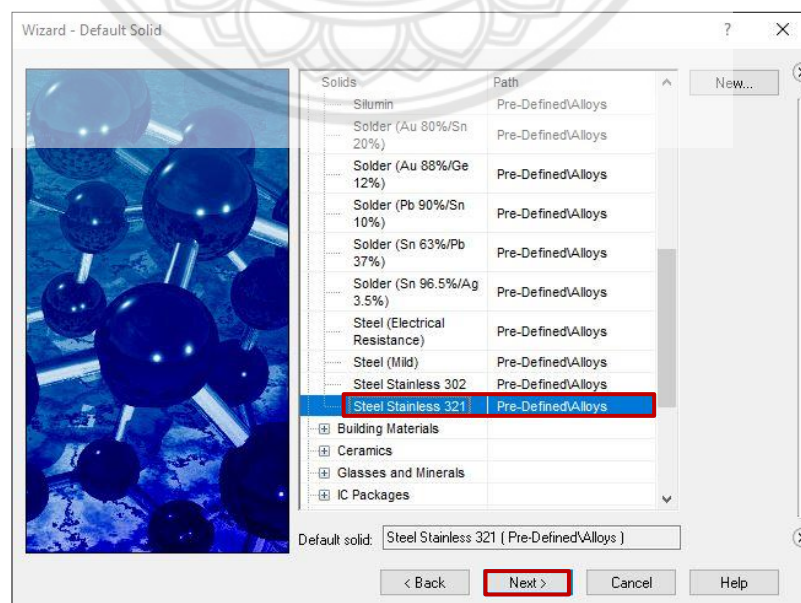 Wizard - Default Solid ? ×
Solids Path
Silumin Pre-Defined\Alloys
Solder (Au 80%/Sn
20%) Pre-Defined\Alloys
Solder (Au 88%/Ge
12%) Pre-Defined\Alloys
Solder (Pb 90%/Sn
10%) Pre-Defined\Alloys
Solder (Sn 63%/Pb
37%) Pre-Defined\Alloys
Solder (Sn 96.5%/Ag
3.5%) Pre-Defined\Alloys
Steel (Electrical
Resistance) Pre-Defined\Alloys
Steel (Mild) Pre-Defined\Alloys
Steel Stainless 302 Pre-Defined\Alloys
Steel Stainless 321 Pre-Defined\Alloys
Building Materials
Ceramics
Glasses and Minerals
IC Packages
New...
Default solid: Steel Stainless 321 ( Pre-Defined\Alloys )
< Back Next > Cancel Help